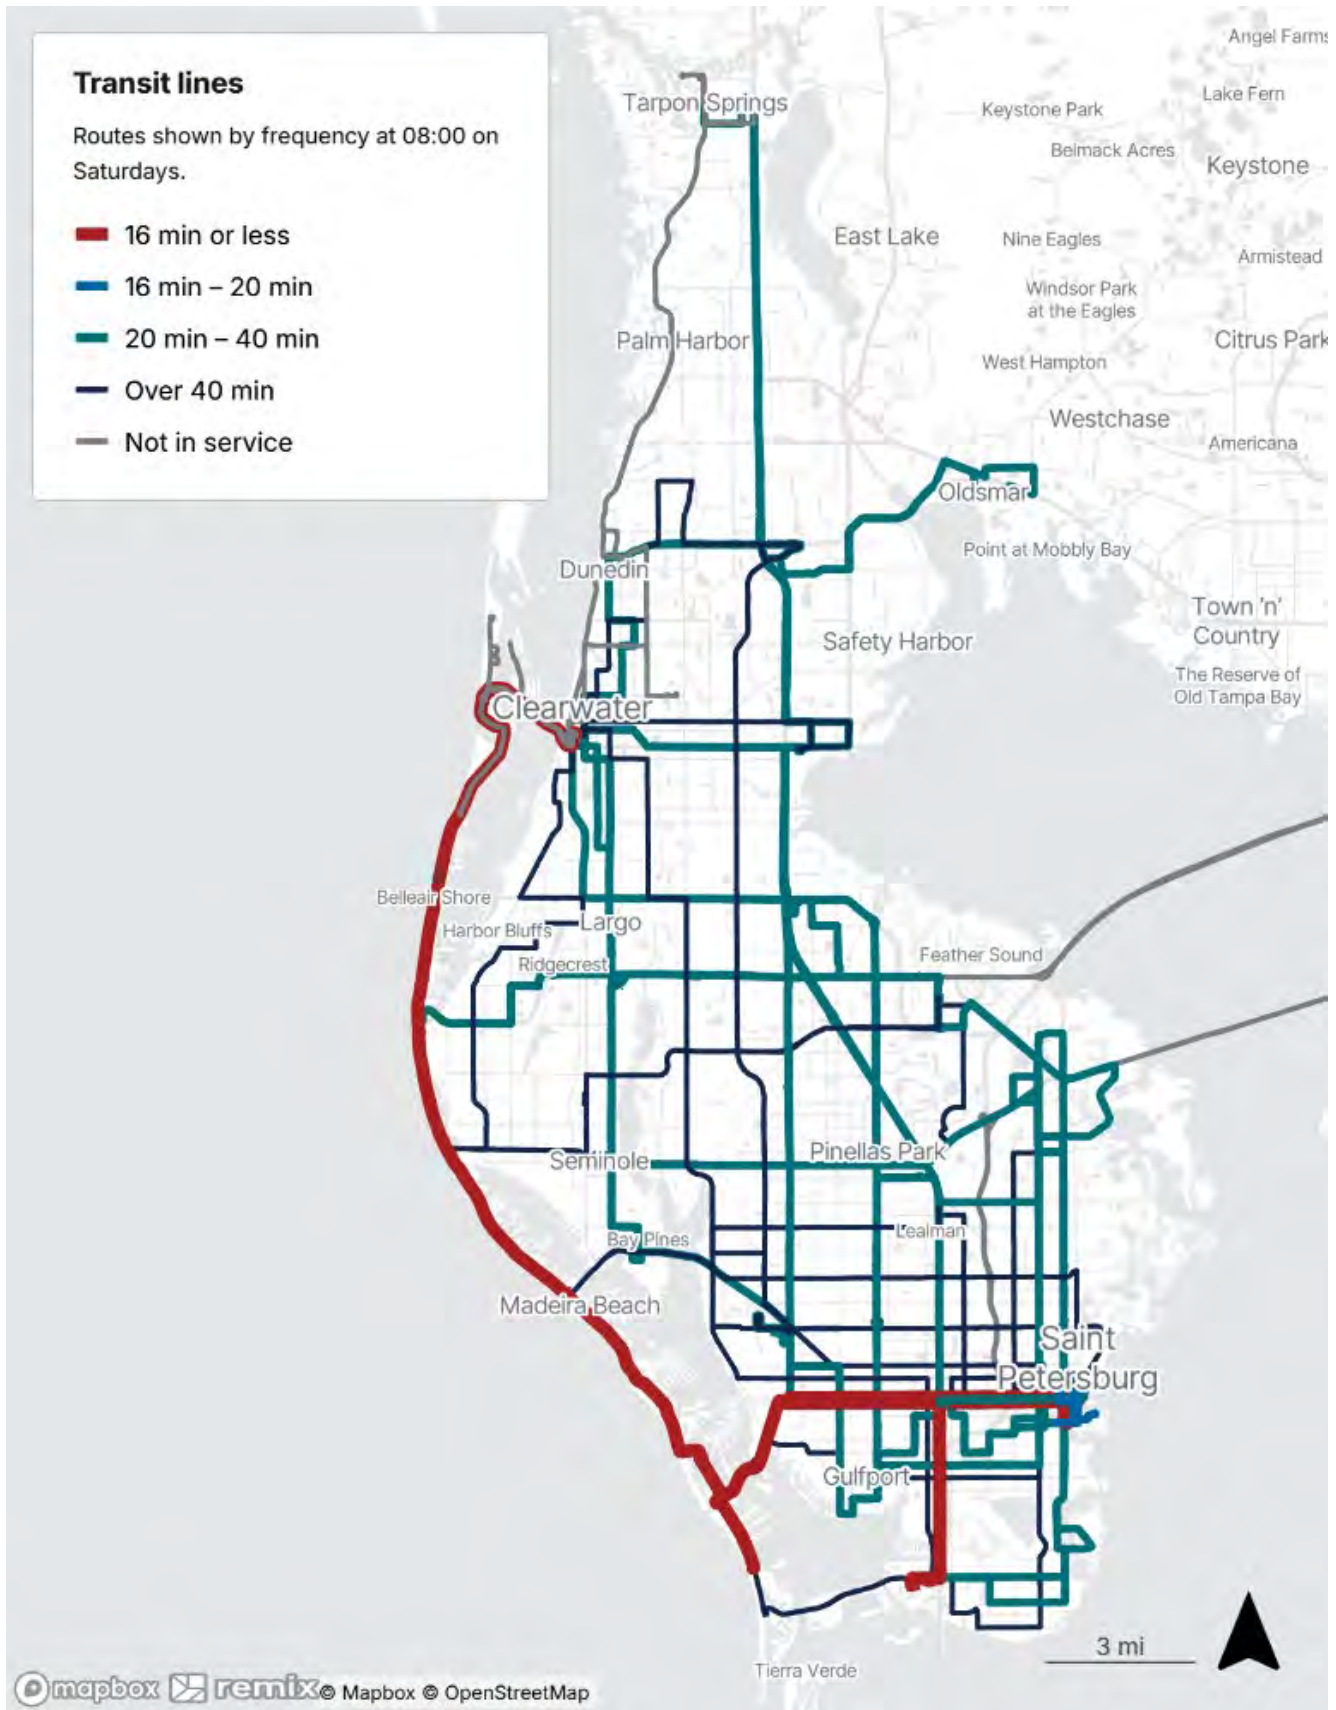 Transit lines
Routes shown by frequency at 08:00 on
Saturdays.
16 min or less
16 min – 20 min
20 min – 40 min
Over 40 min
Not in service
Angel Farms
Lake Fern
Tarpon Springs
Keystone Park
Belmack Acres
Keystone
East Lake
Nine Eagles
Armistead
Windsor Park
at the Eagles
Palm Harbor
Citrus Park
West Hampton
Westchase
Americana
Oldsmar
Point at Mobbly Bay
Dunedin
Town 'n'
Country
Safety Harbor
The Reserve of
Old Tampa Bay
Clearwater
Belleair Shore
Largo
Harbor Bluffs
Feather Sound
Ridgecrest
Pinellas Park
Seminole
Lealman
Bay Pines
Madeira Beach
Saint
Petersburg
Gulfport
3 mi
Tierra Verde
mapbox remix © Mapbox © OpenStreetMap